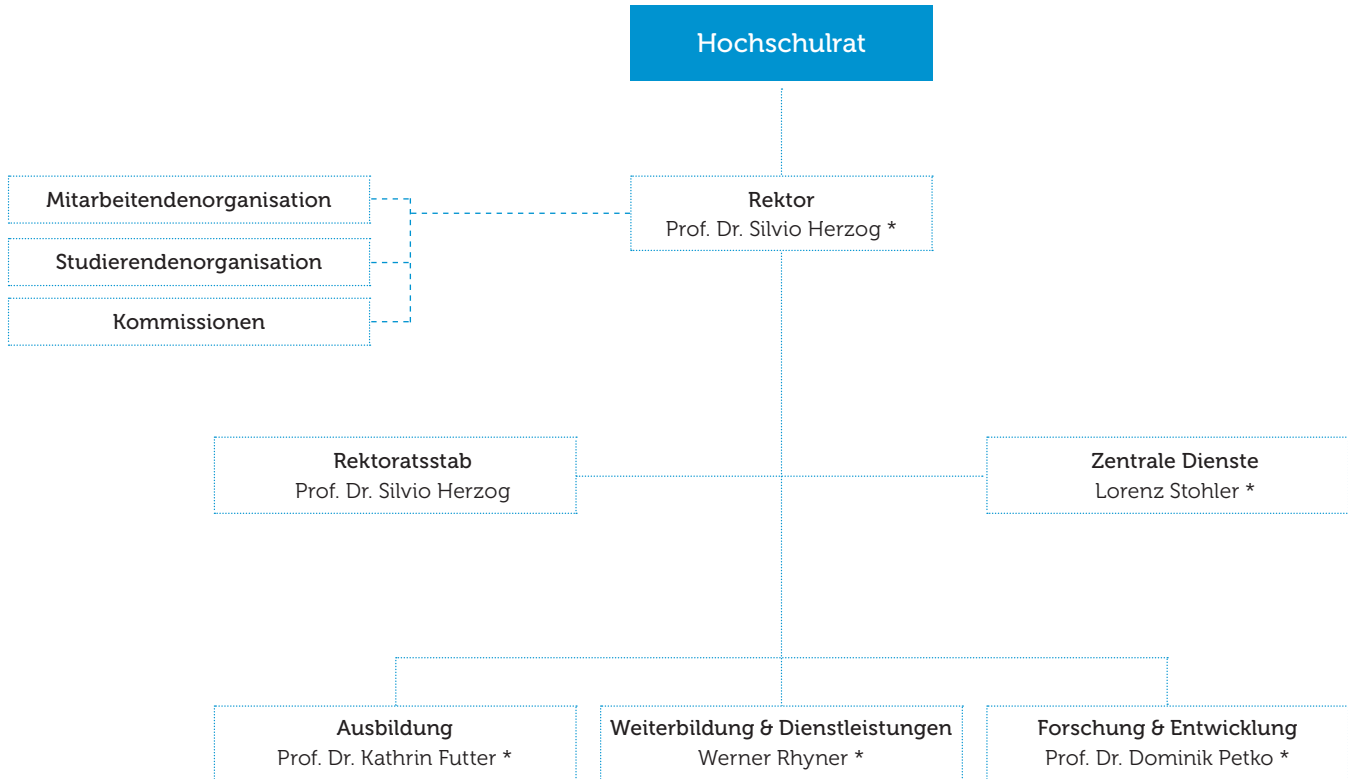 Hochschulrat
Mitarbeitendenorganisation
Studierendenorganisation
Kommissionen
Rektor
Prof. Dr. Silvio Herzog *
Rektoratsstab
Prof. Dr. Silvio Herzog
Zentrale Dienste
Lorenz Stohler *
Ausbildung
Prof. Dr. Kathrin Futter *
Weiterbildung & Dienstleistungen
Werner Rhyner *
Forschung & Entwicklung
Prof. Dr. Dominik Petko *